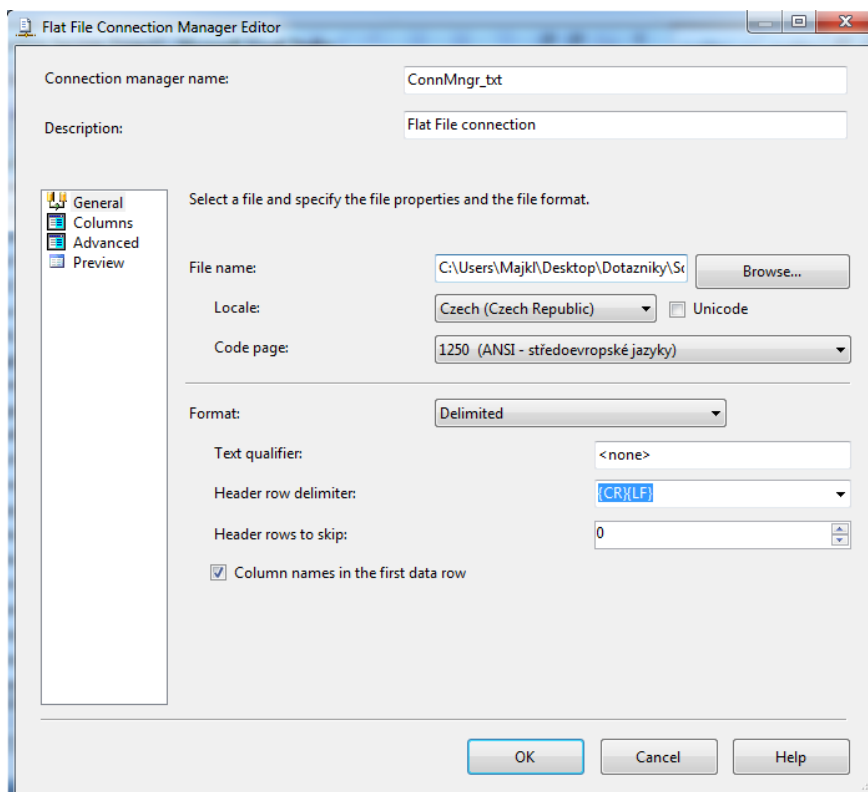 Flat File Connection Manager Editor
Connection manager name: ConnMngr_txt
Description: Flat File connection
General
Columns
Advanced
Preview
Select a file and specify the file properties and the file format.
File name: C:\Users\Majkl\Desktop\Dotazniky\Sc Browse...
Locale: Czech (Czech Republic) Unicode
Code page: 1250 (ANSI - středoevropské jazyky)
Format: Delimited
Text qualifier: <none>
Header row delimiter: {CR}{LF}
Header rows to skip: 0
Column names in the first data row
OK Cancel Help